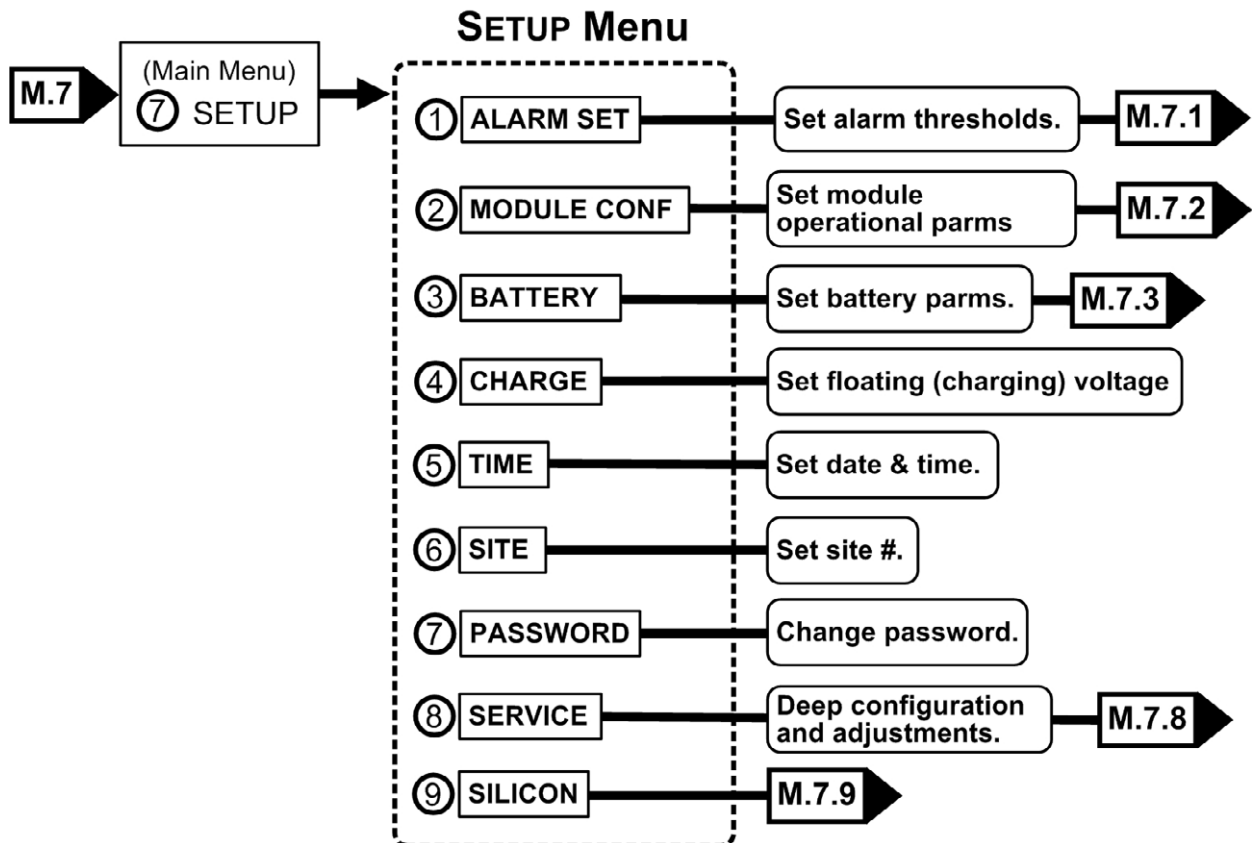 SETUP Menu
M.7
(Main Menu)
⑦ SETUP
① ALARM SET Set alarm thresholds. M.7.1
② MODULE CONF Set module
operational parms M.7.2
③ BATTERY Set battery parms. M.7.3
④ CHARGE Set floating (charging) voltage
⑤ TIME Set date & time.
⑥ SITE Set site #.
⑦ PASSWORD Change password.
⑧ SERVICE Deep configuration
and adjustments. M.7.8
⑨ SILICON M.7.9